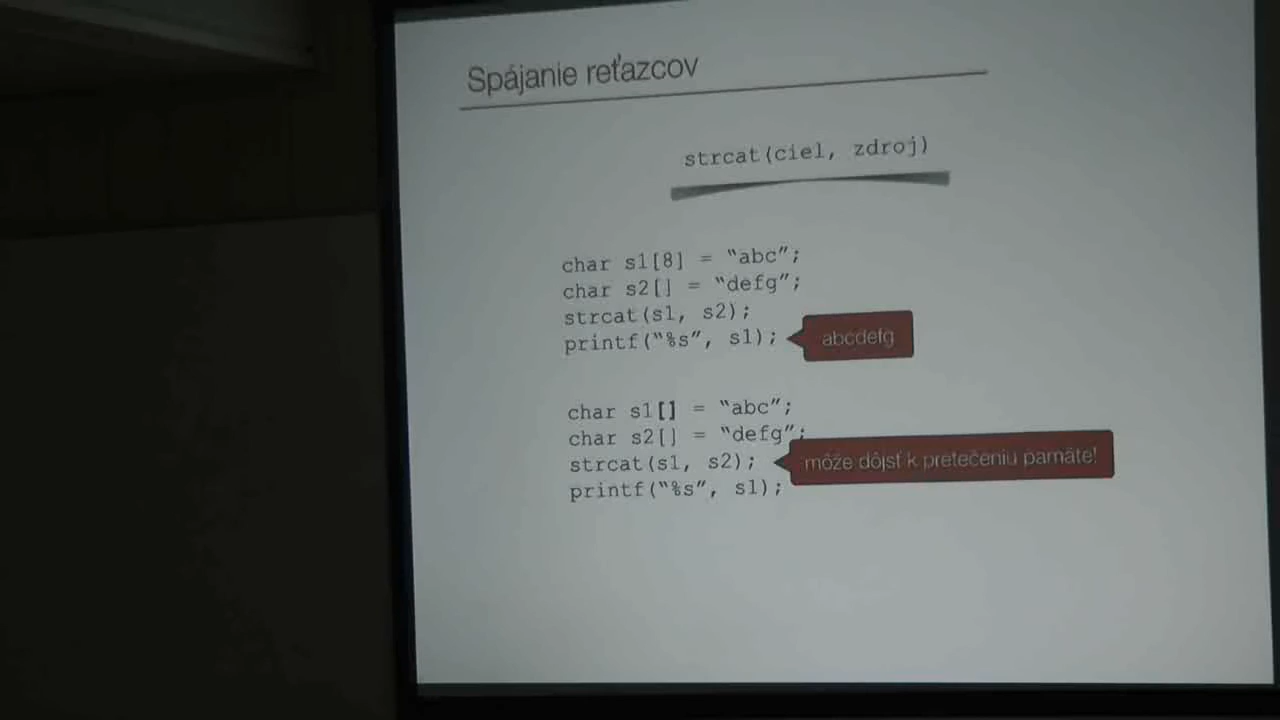 Spájanie reťazcov
strcat(ciel, zdroj)
char s1[8] = “abc”;
char s2[] = “defg”;
strcat(s1, s2);
printf(“%s”, s1);
abcdefg
char s1[] = “abc”;
char s2[] = “defg”;
strcat(s1, s2);
môže dôjsť k pretečeniu pamäte!
printf(“%s”, s1);